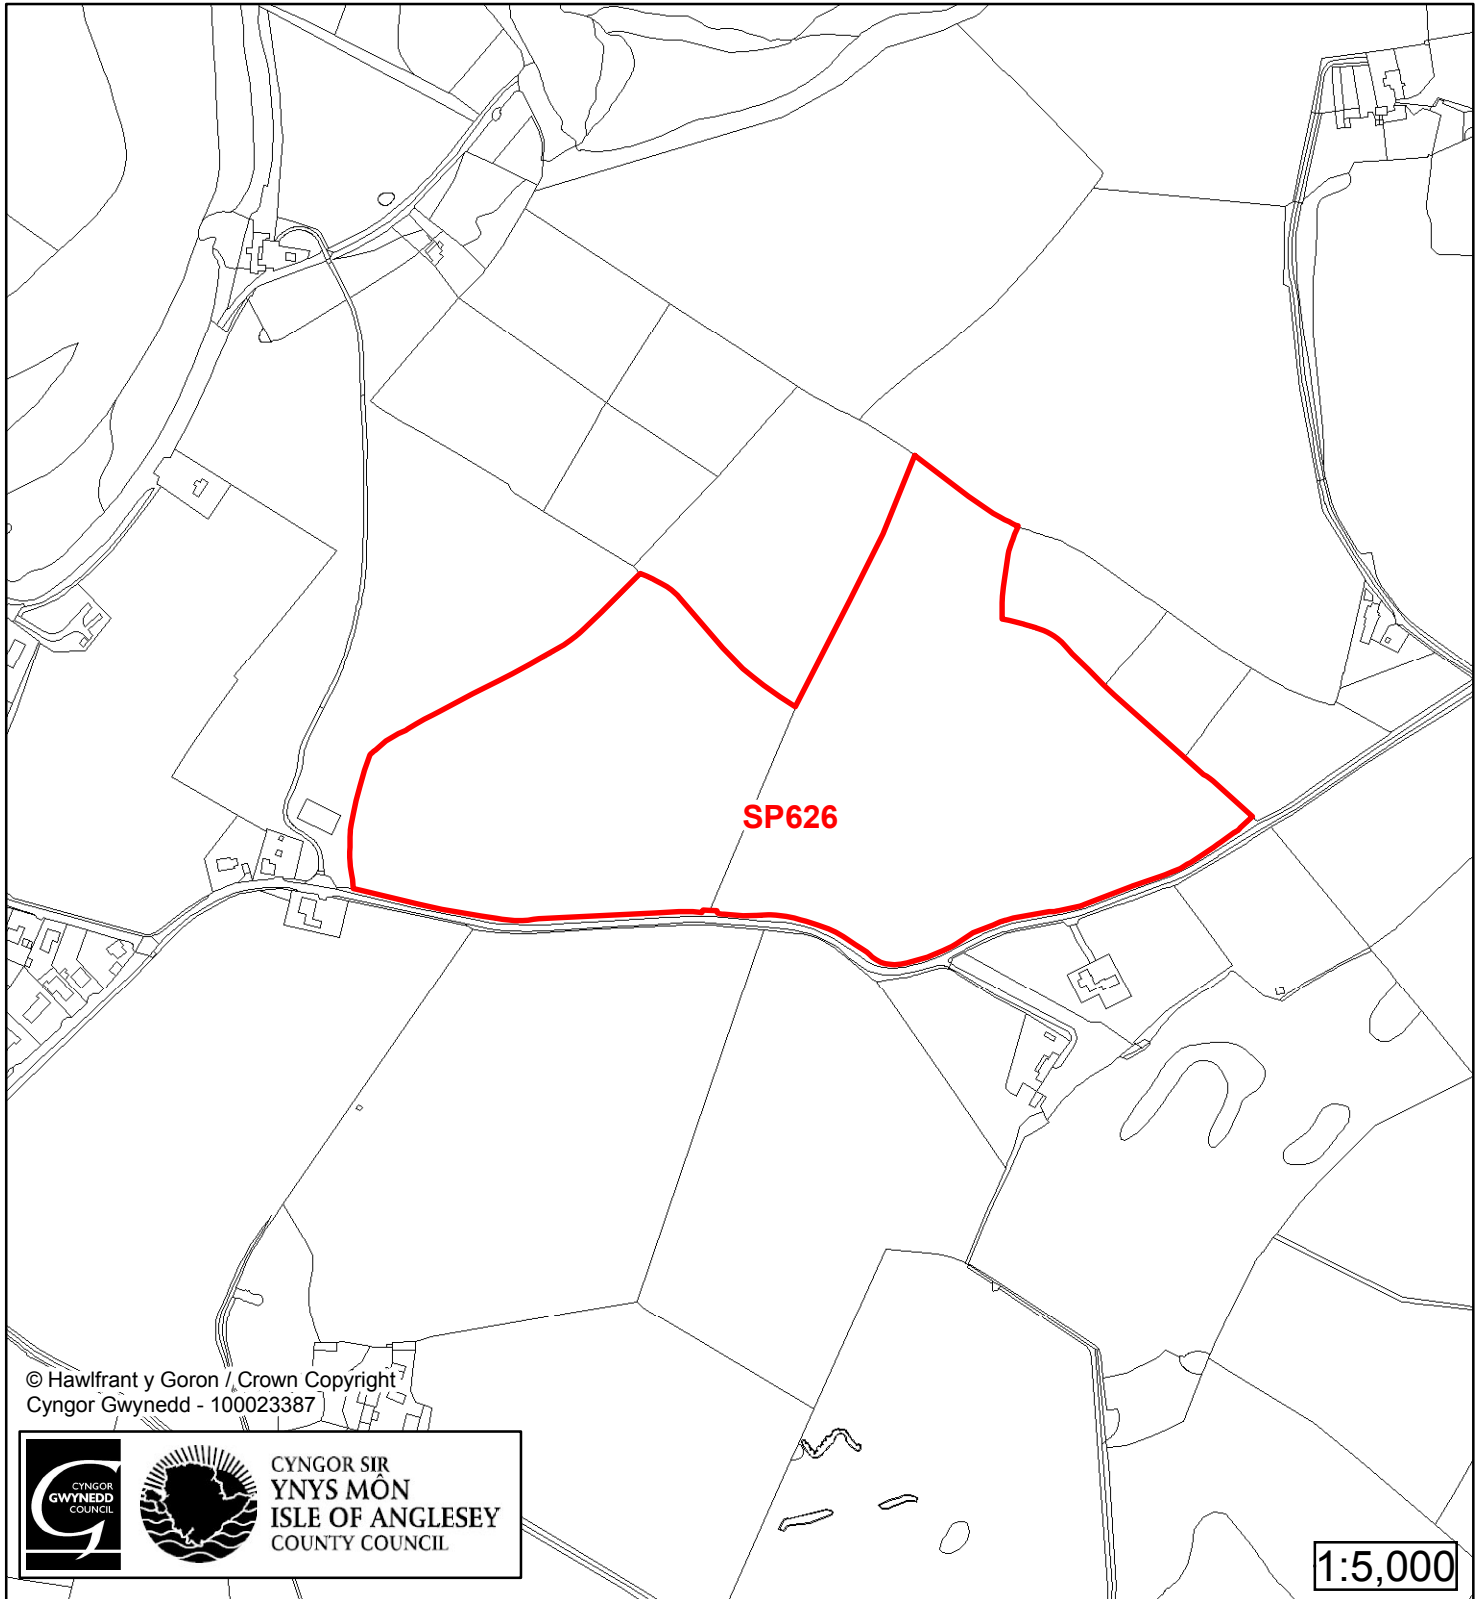 SP626
© Hawlfrant y Goron / Crown Copyright
Cyngor Gwynedd - 100023387
CYNGOR
GWYNEDD
COUNCIL
CYNGOR SIR
YNYS MÔN
ISLE OF ANGLESEY
COUNTY COUNCIL
1:5,000